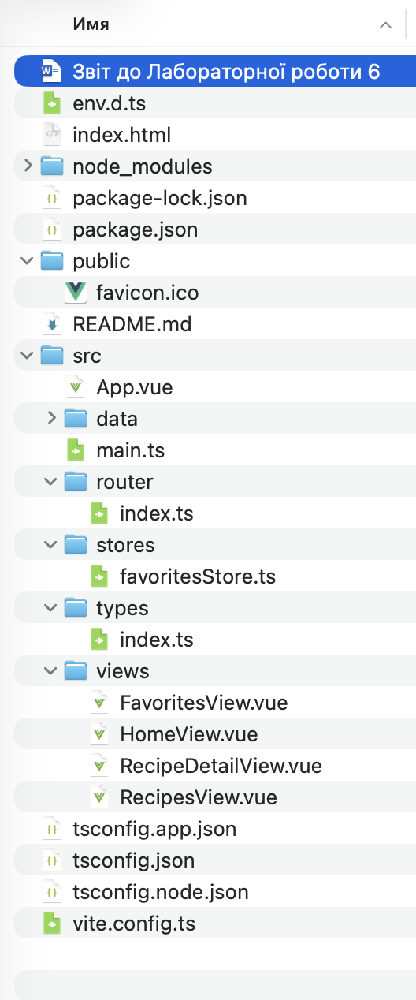 Имя
Звіт до Лабораторної роботи 6
env.d.ts
index.html
node_modules
package-lock.json
package.json
public
favicon.ico
README.md
src
App.vue
data
main.ts
router
index.ts
stores
favoritesStore.ts
types
index.ts
views
FavoritesView.vue
HomeView.vue
RecipeDetailView.vue
RecipesView.vue
tsconfig.app.json
tsconfig.json
tsconfig.node.json
vite.config.ts